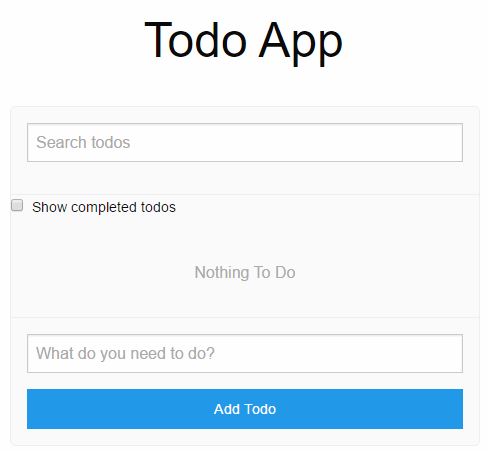 Todo App
Search todos
Show completed todos
Nothing To Do
What do you need to do?
Add Todo